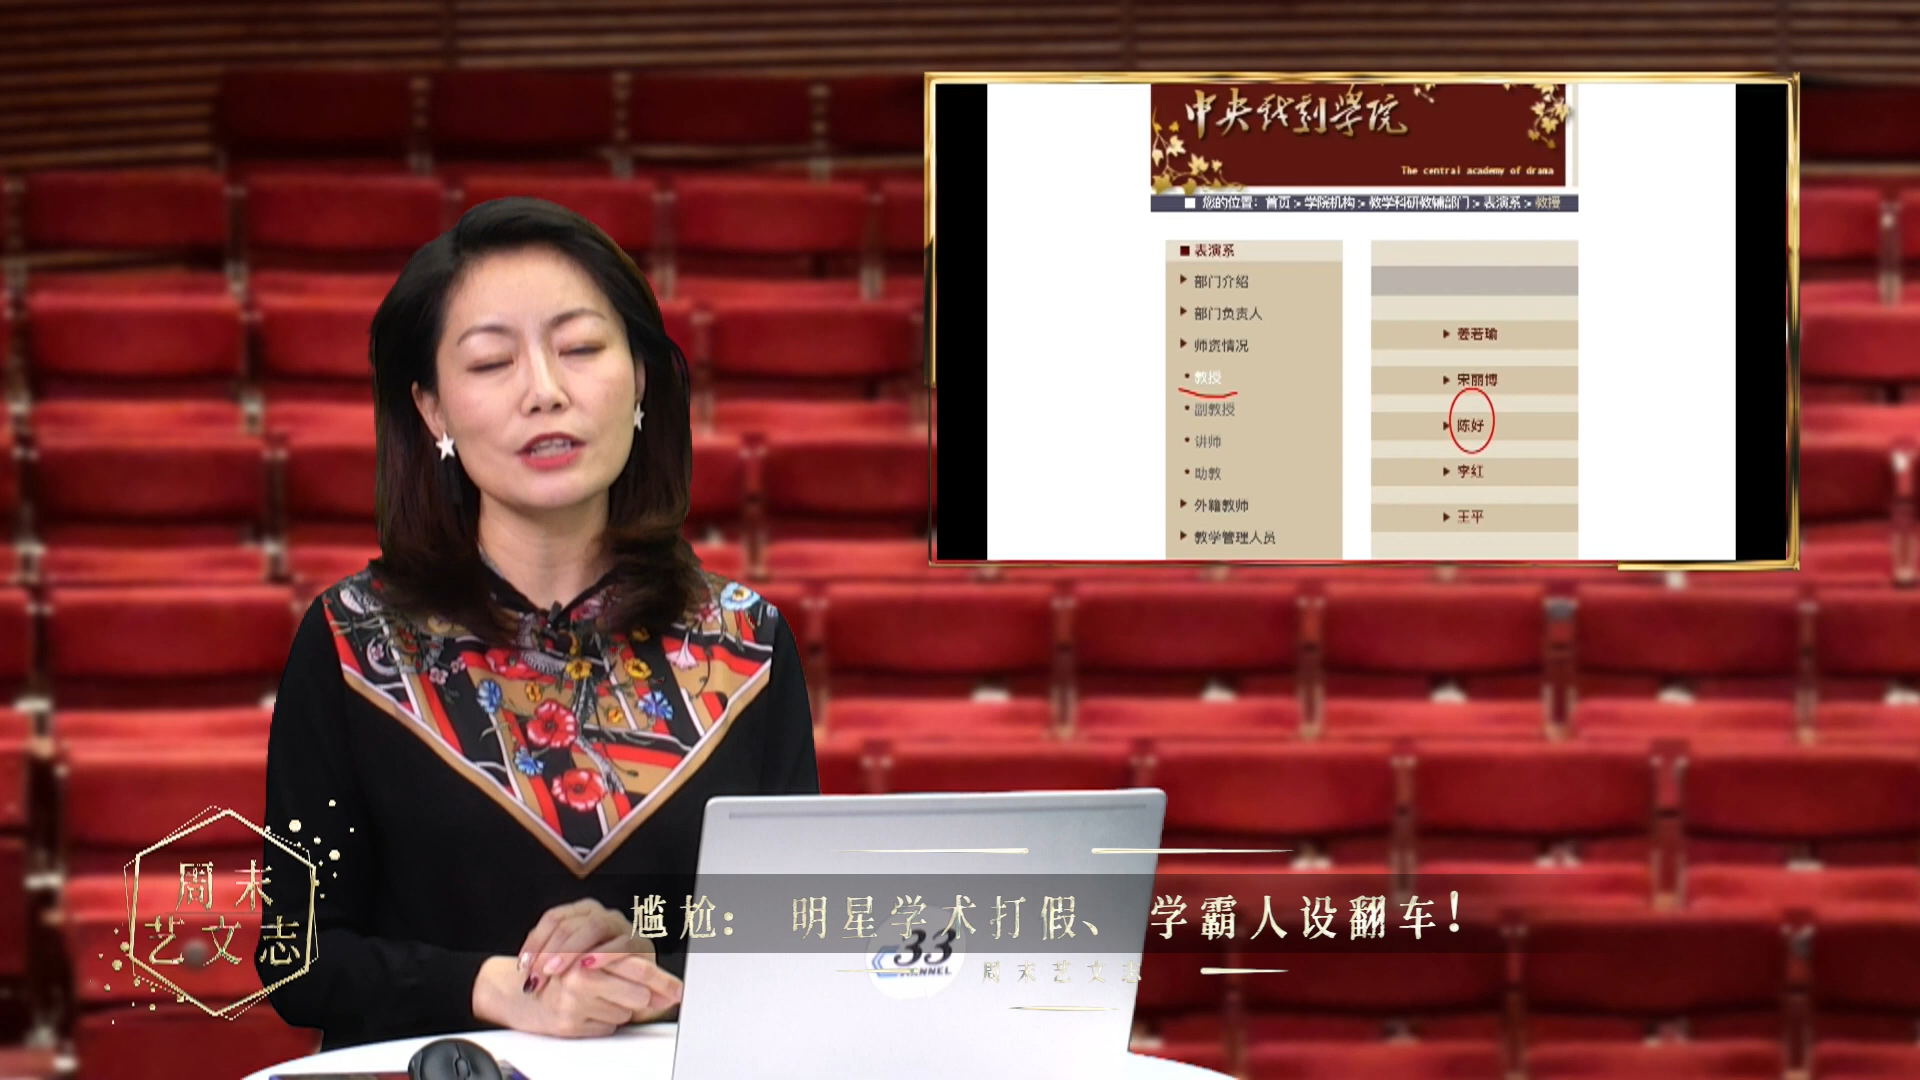 中央戏剧学院
The central academy of drama
您的位置：首页 > 学院机构 > 教学科研教辅部门 > 表演系 > 教授
表演系
部门介绍
部门负责人
师资情况
教授
副教授
讲师
助教
外籍教师
教学管理人员
姜若瑜
宋丽博
陈好
李红
王平
周末
艺文志
尴尬： 明星学术打假、 学霸人设翻车！
33
周末艺文志